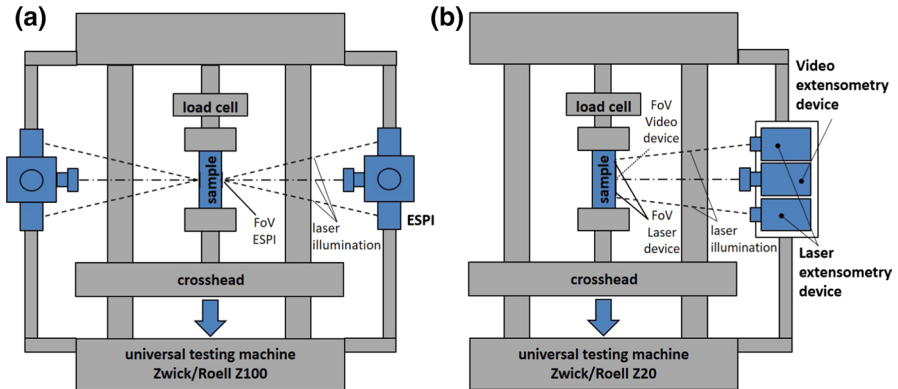 (a)
load cell
sample
FoV
ESPI
laser
illumination
ESPI
crosshead
universal testing machine
Zwick/Roell Z100
(b)
load cell
sample
FoV
Video
device
FoV
Laser
device
laser
illumination
Video
extensometry
device
Laser
extensometry
device
crosshead
universal testing machine
Zwick/Roell Z20